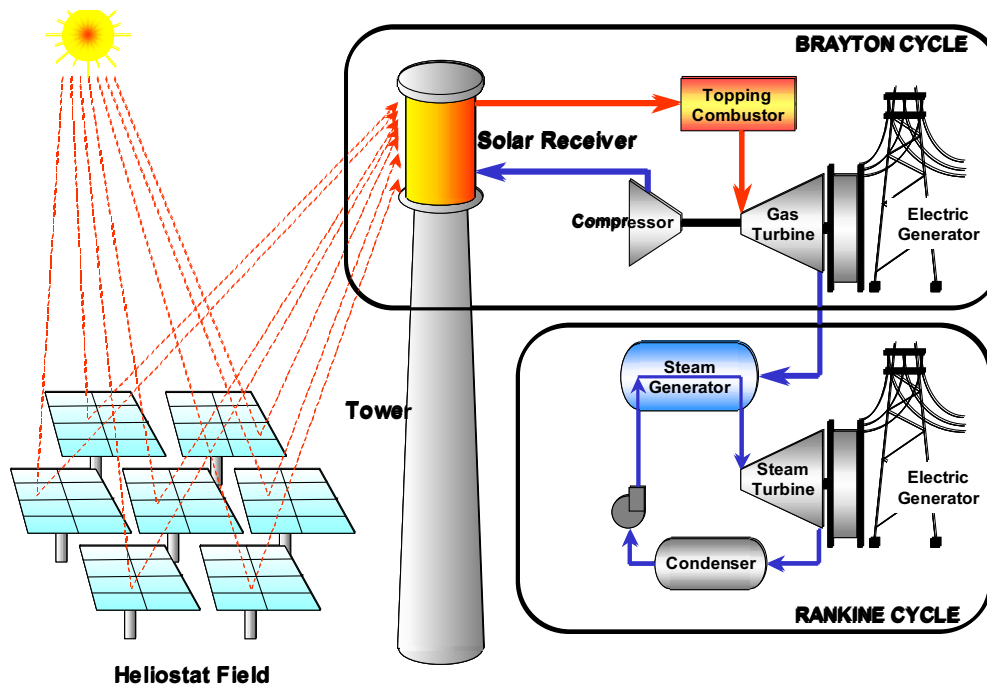 BRAYTON CYCLE
Topping
Combustor
Solar Receiver
Compressor
Gas
Turbine
Electric
Generator
Steam
Generator
Tower
Steam
Turbine
Electric
Generator
Condenser
RANKINE CYCLE
Heliostat Field